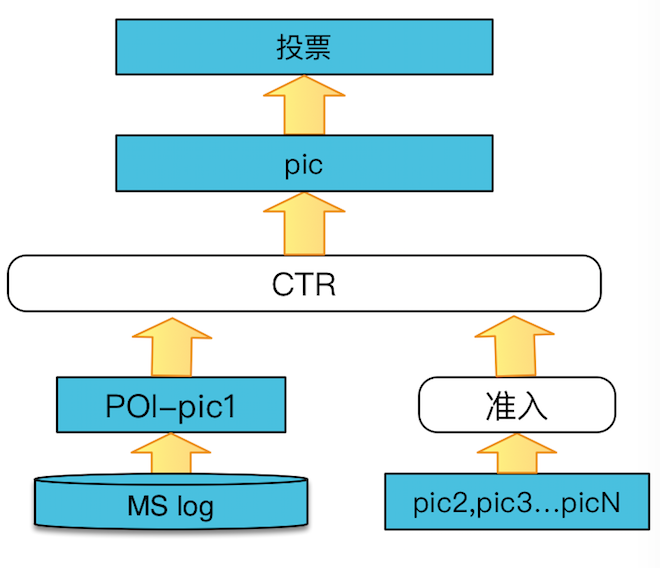 投票
pic
CTR
POI-pic1
准入
MS log
pic2,pic3...picN